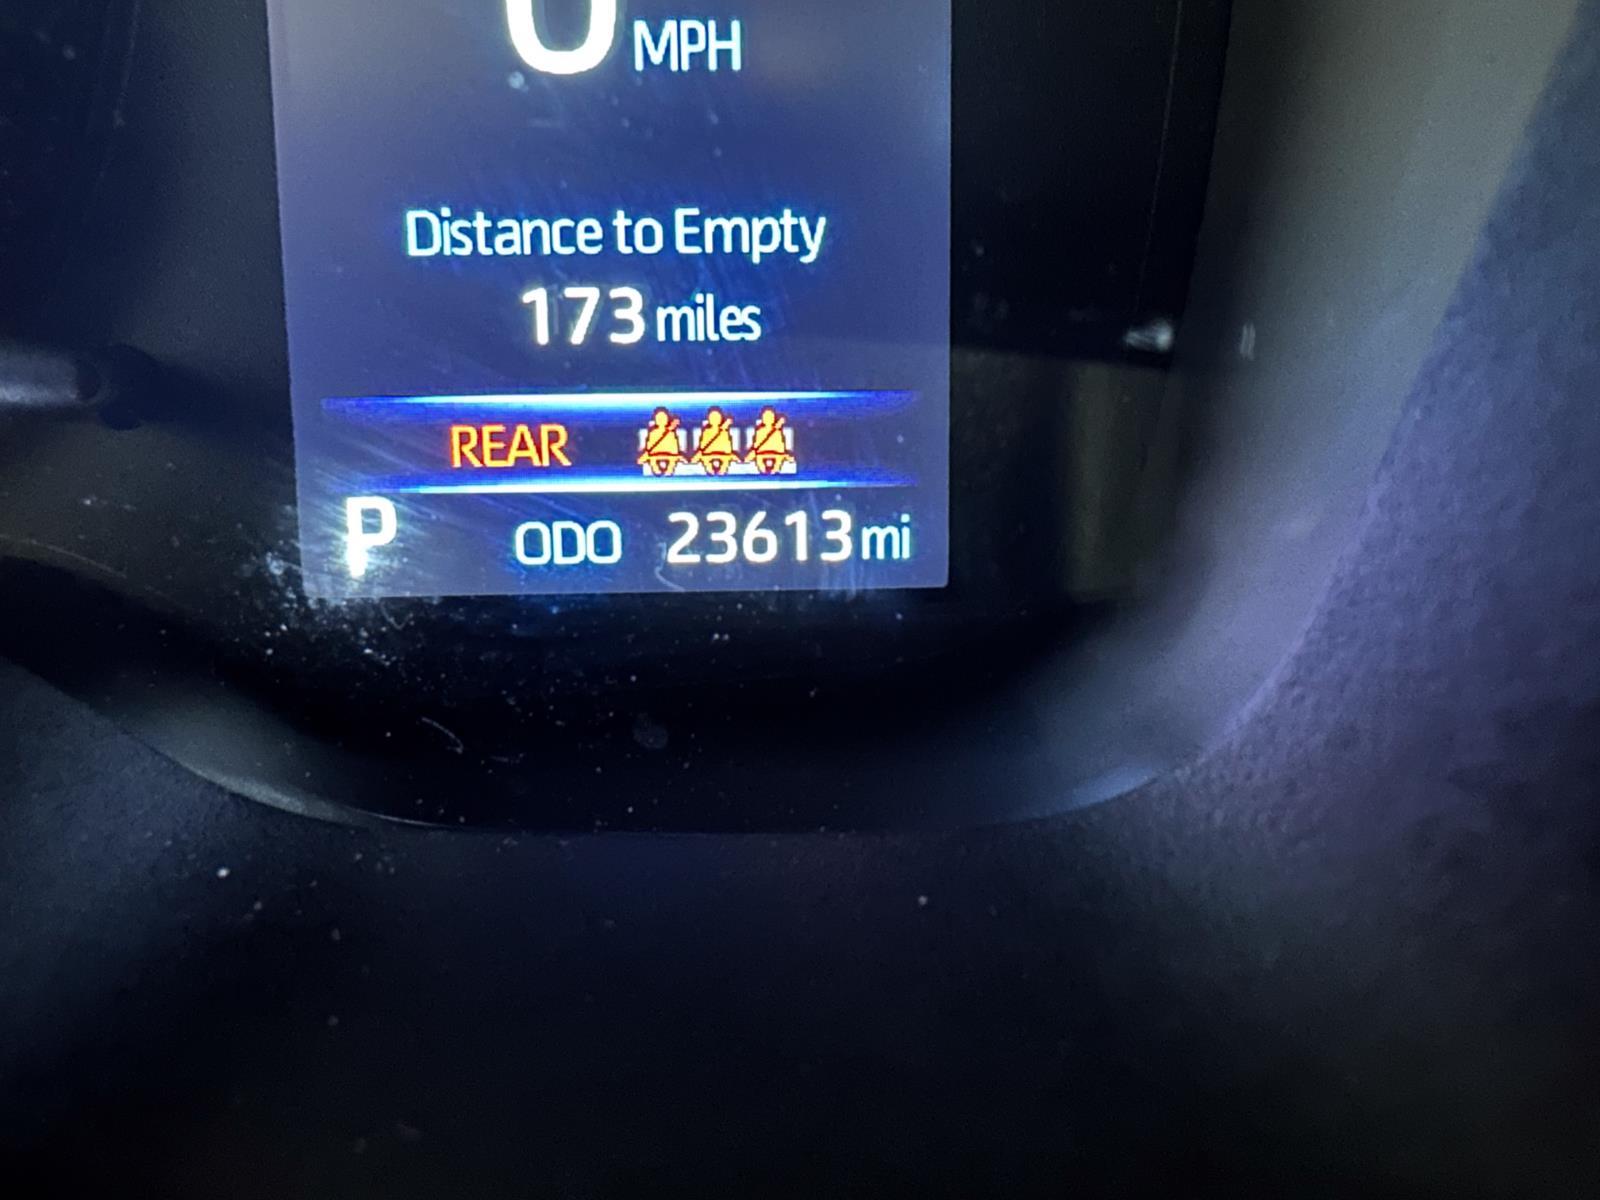 0 MPH
Distance to Empty
173 miles
REAR
P ODO 23613 mi